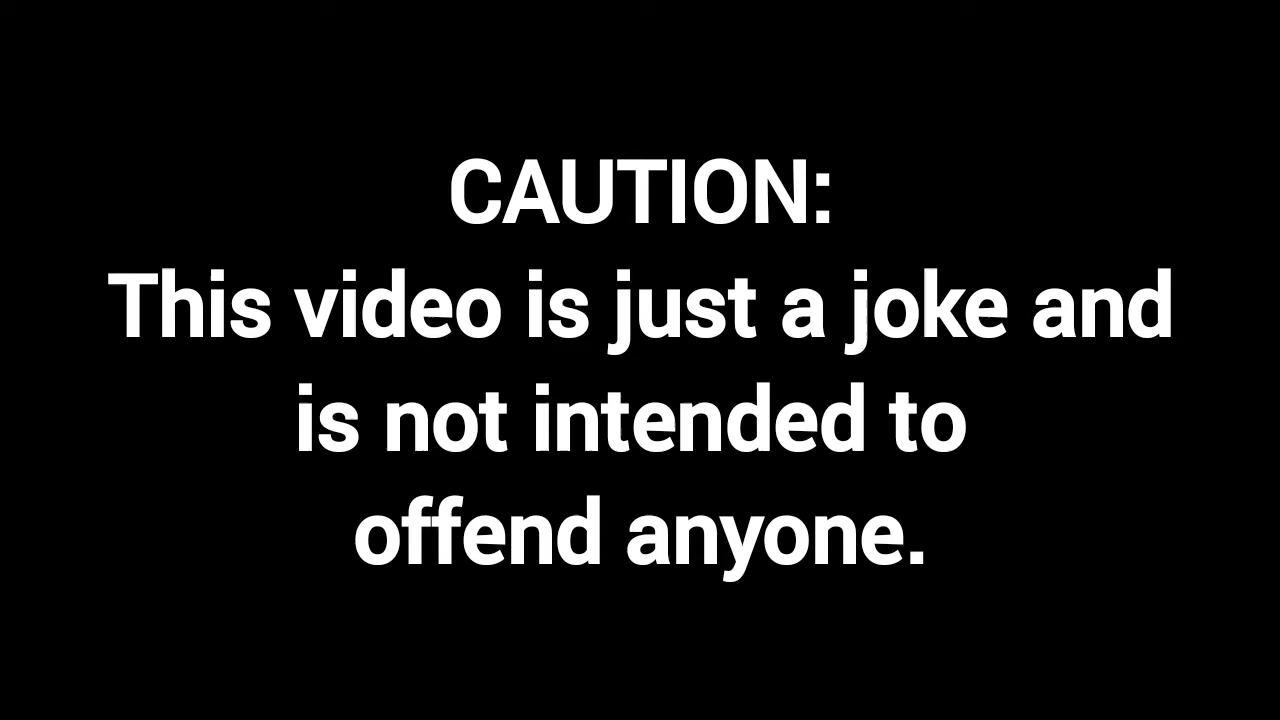 CAUTION:
This video is just a joke and
is not intended to
offend anyone.